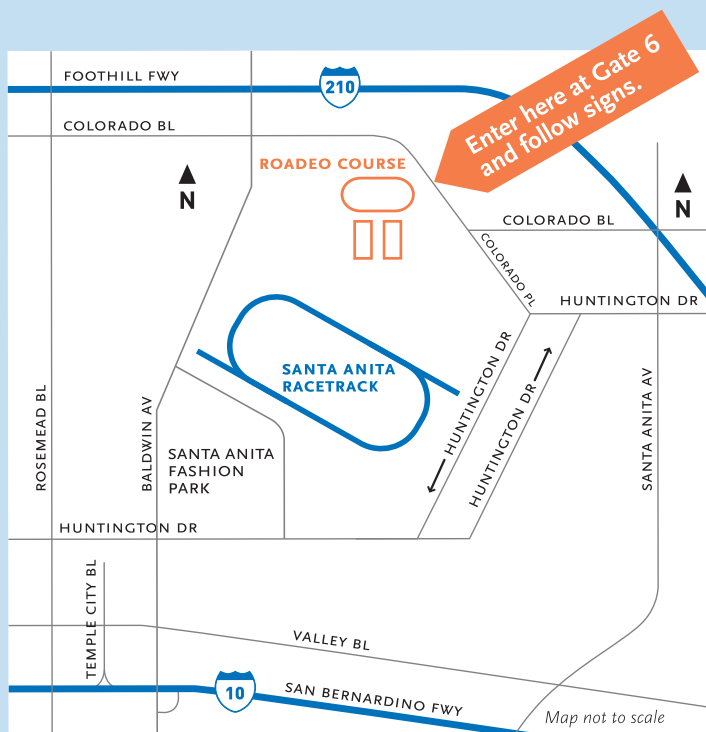 FOOTHILL FWY
210
Enter here at Gate 6
and follow signs.
COLORADO BL
ROADEO COURSE
N
N
COLORADO BL
COLORADO PL
HUNTINGTON DR
SANTA ANITA
RACETRACK
HUNTINGTON DR
HUNTINGTON DR
ROSEMEAD BL
BALDWIN AV
SANTA ANITA AV
SANTA ANITA
FASHION
PARK
HUNTINGTON DR
TEMPLE CITY BL
VALLEY BL
10
SAN BERNARDINO FWY
Map not to scale